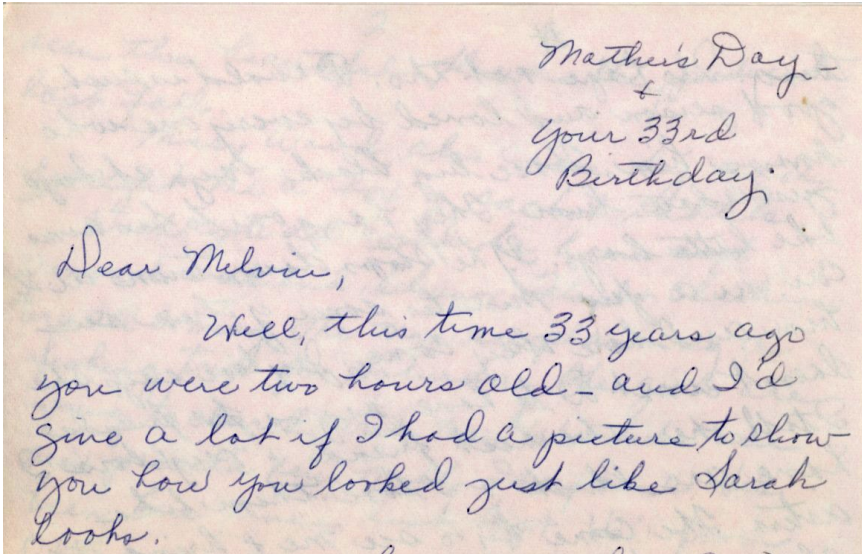 Mother's Day –
+
Your 33rd
Birthday.
Dear Melvin,
Well, this time 33 years ago
you were two hours old – and I'd
give a lot if I had a picture to show
you how you looked just like Sarah
looks.